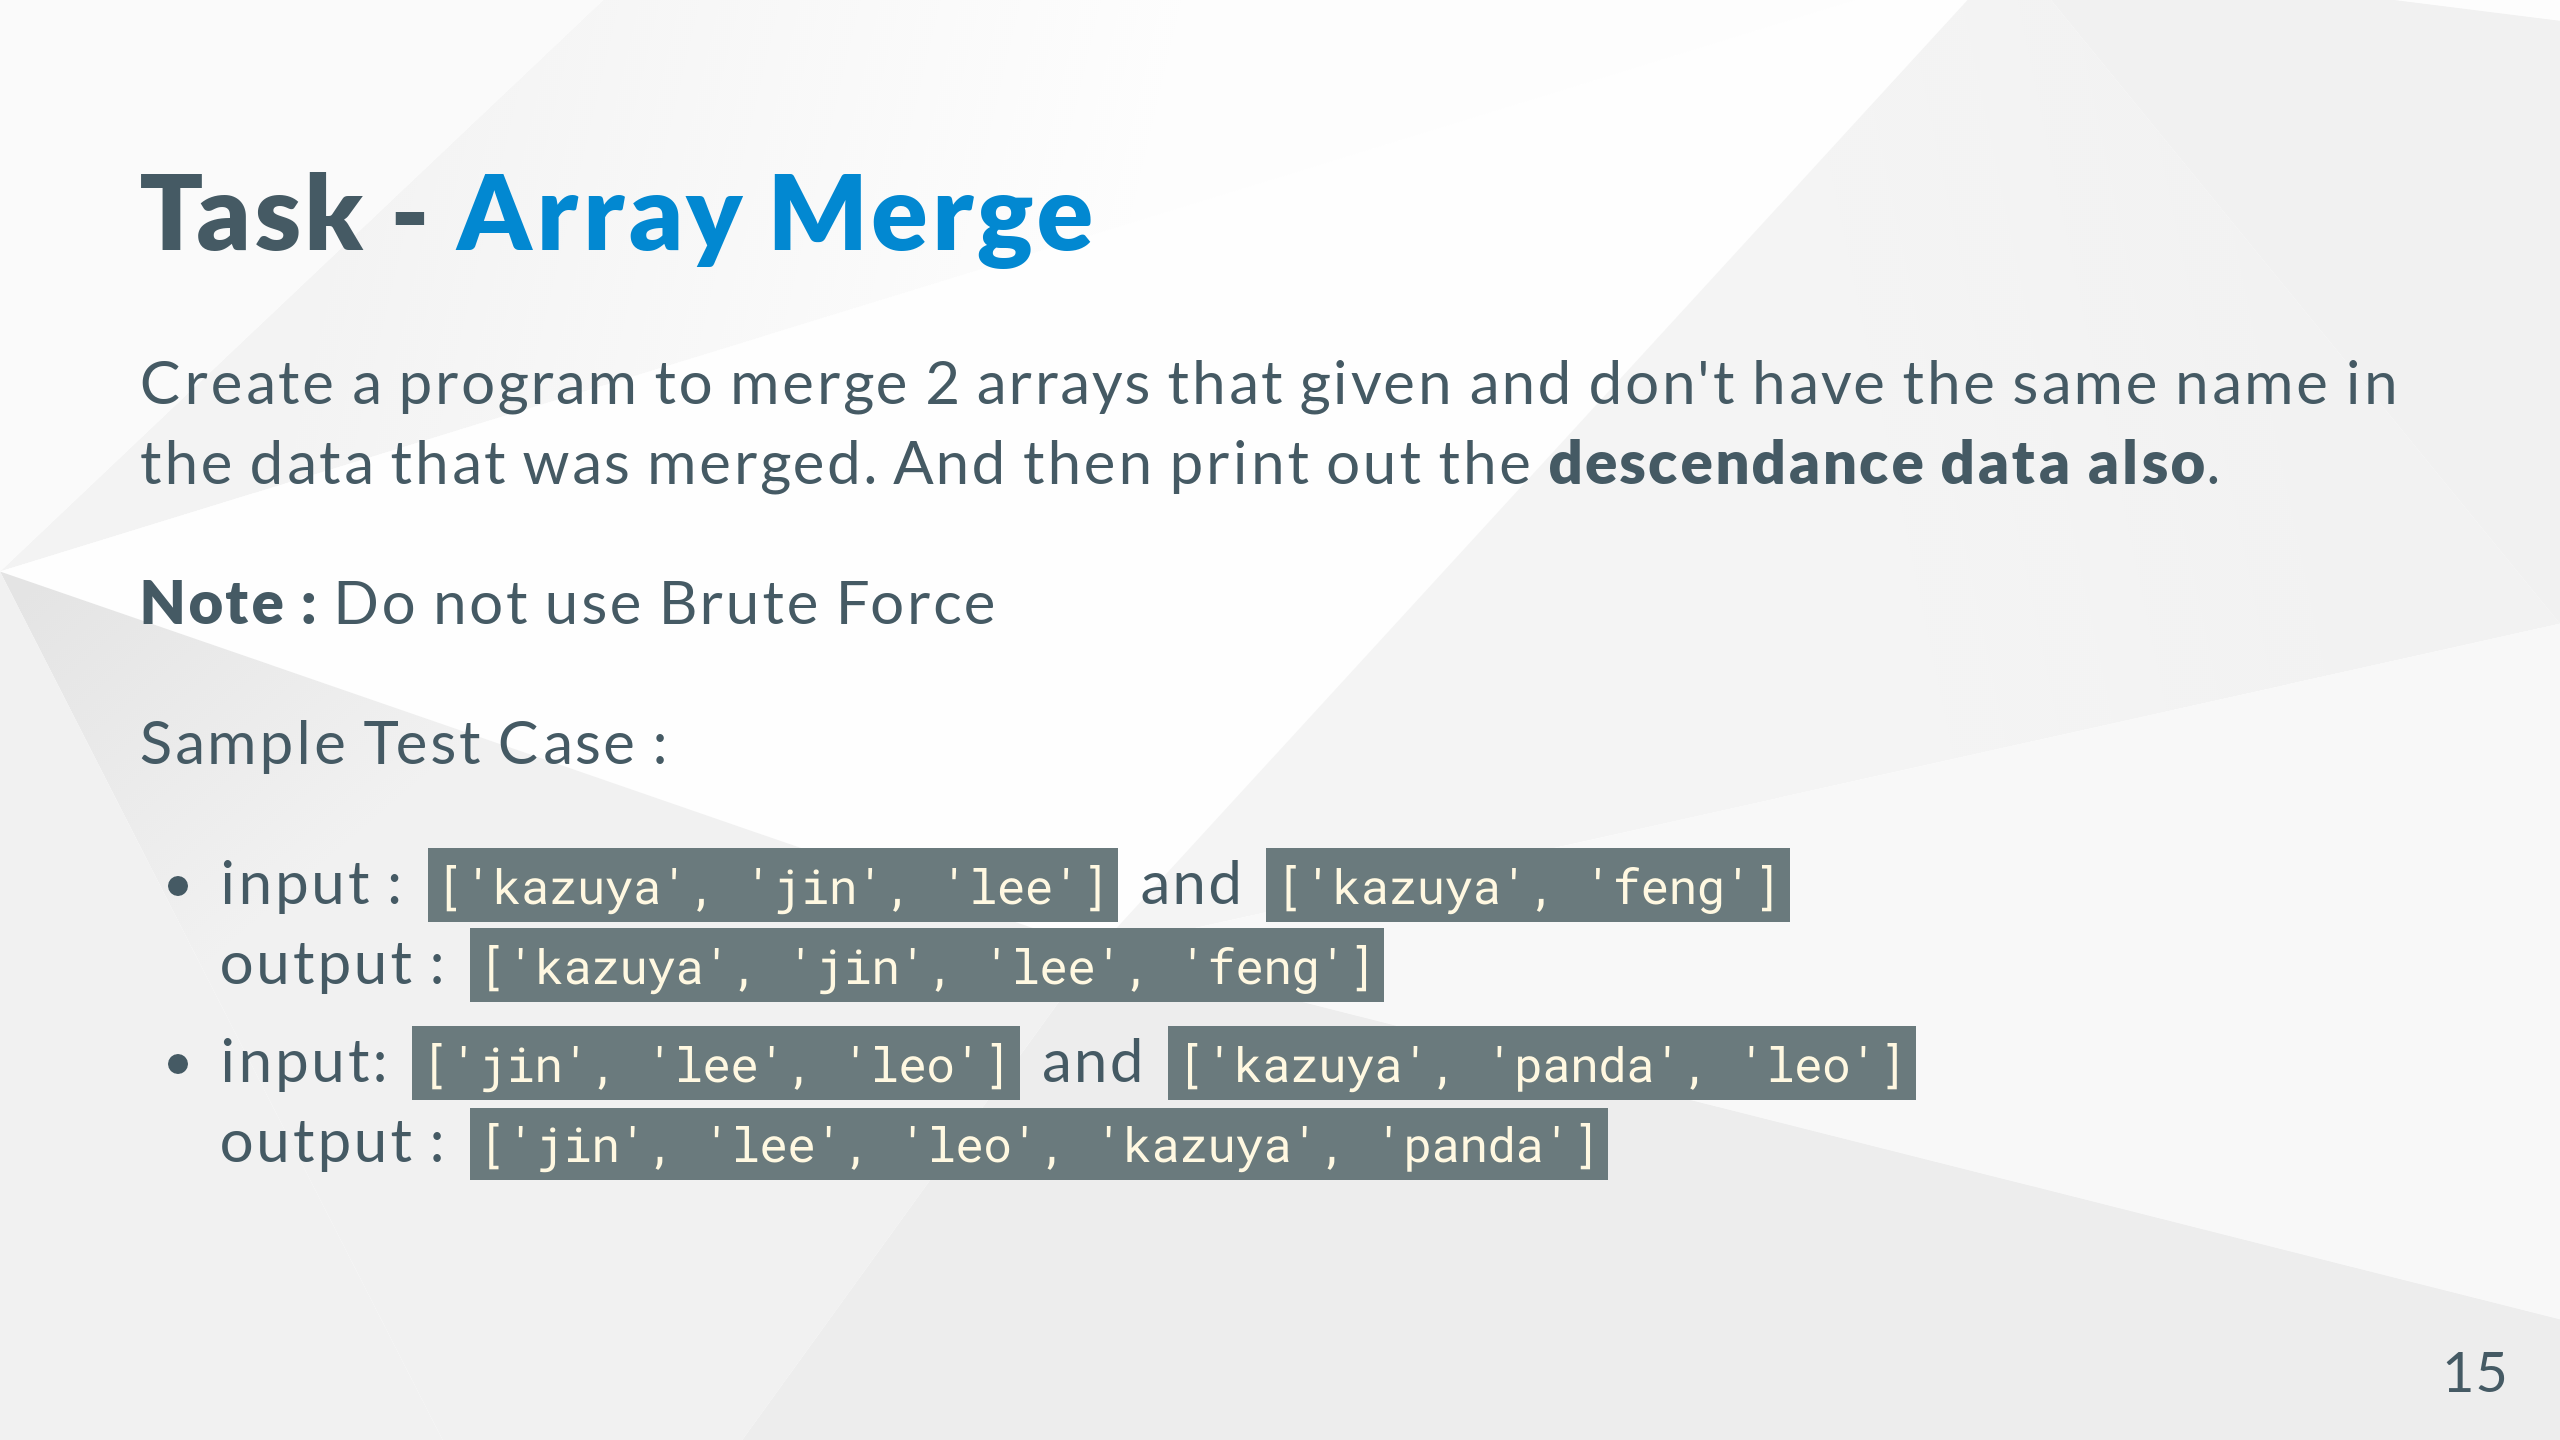 Task - Array Merge
Create a program to merge 2 arrays that given and don't have the same name in
the data that was merged. And then print out the descendance data also.
Note : Do not use Brute Force
Sample Test Case :
• input : ['kazuya', 'jin', 'lee'] and ['kazuya', 'feng']
output : ['kazuya', 'jin', 'lee', 'feng']
• input: ['jin', 'lee', 'leo'] and ['kazuya', 'panda', 'leo']
output : ['jin', 'lee', 'leo', 'kazuya', 'panda']
15